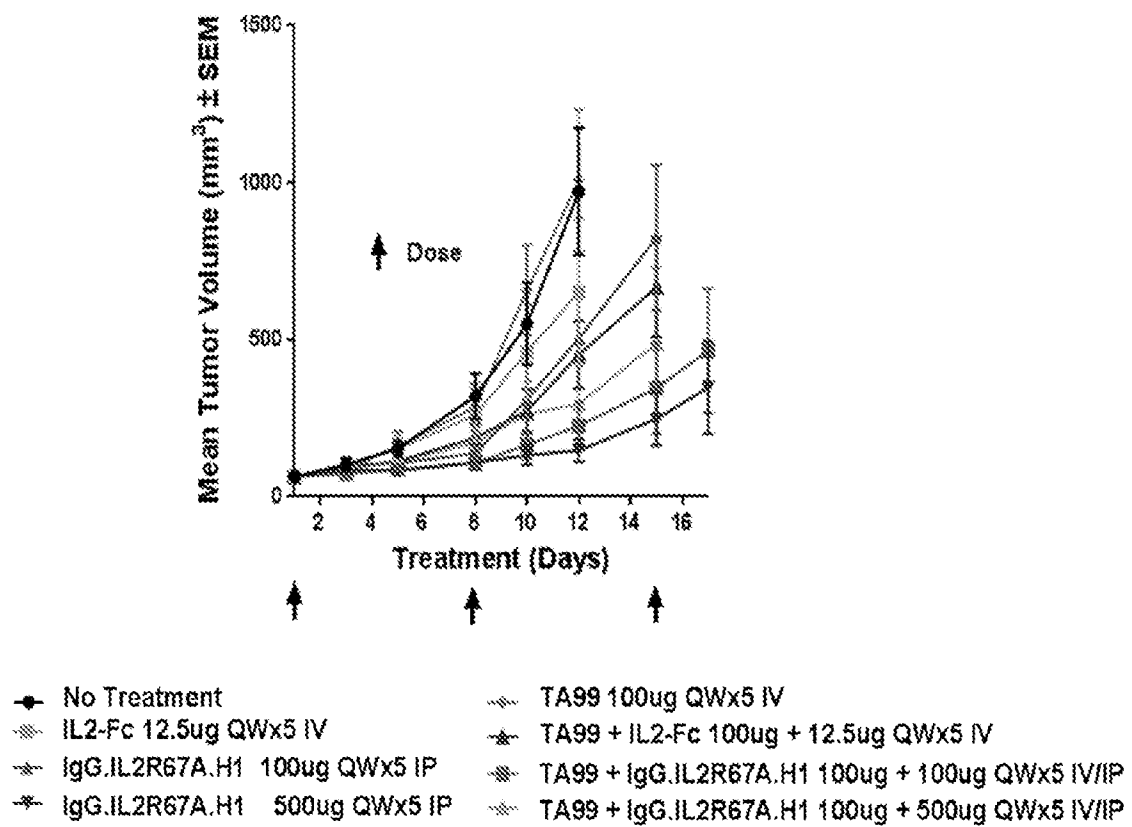 1500
1000
500
0
Mean Tumor Volume (mm³) ± SEM
Dose
2 4 6 8 10 12 14 16
Treatment (Days)
No Treatment
IL2-Fc 12.5ug QWx5 IV
IgG.IL2R67A.H1 100ug QWx5 IP
IgG.IL2R67A.H1 500ug QWx5 IP
TA99 100ug QWx5 IV
TA99 + IL2-Fc 100ug + 12.5ug QWx5 IV
TA99 + IgG.IL2R67A.H1 100ug + 100ug QWx5 IV/IP
TA99 + IgG.IL2R67A.H1 100ug + 500ug QWx5 IV/IP